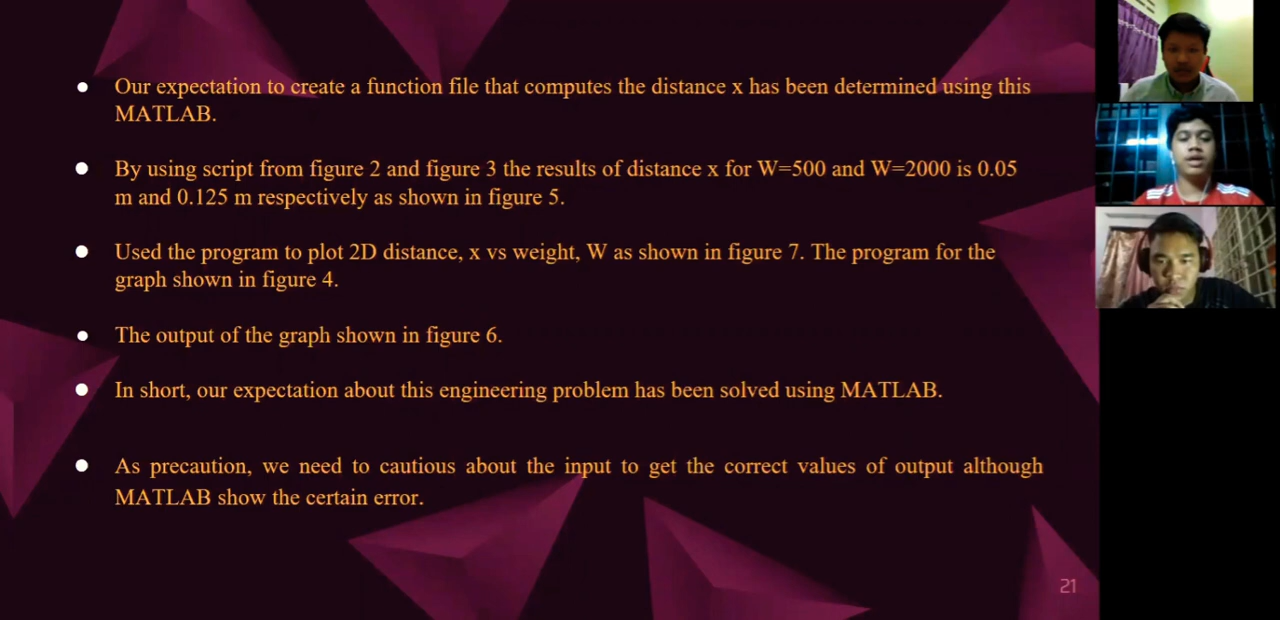 Our expectation to create a function file that computes the distance x has been determined using this
MATLAB.
By using script from figure 2 and figure 3 the results of distance x for W=500 and W=2000 is 0.05
m and 0.125 m respectively as shown in figure 5.
Used the program to plot 2D distance, x vs weight, W as shown in figure 7. The program for the
graph shown in figure 4.
The output of the graph shown in figure 6.
In short, our expectation about this engineering problem has been solved using MATLAB.
As precaution, we need to cautious about the input to get the correct values of output although
MATLAB show the certain error.
21